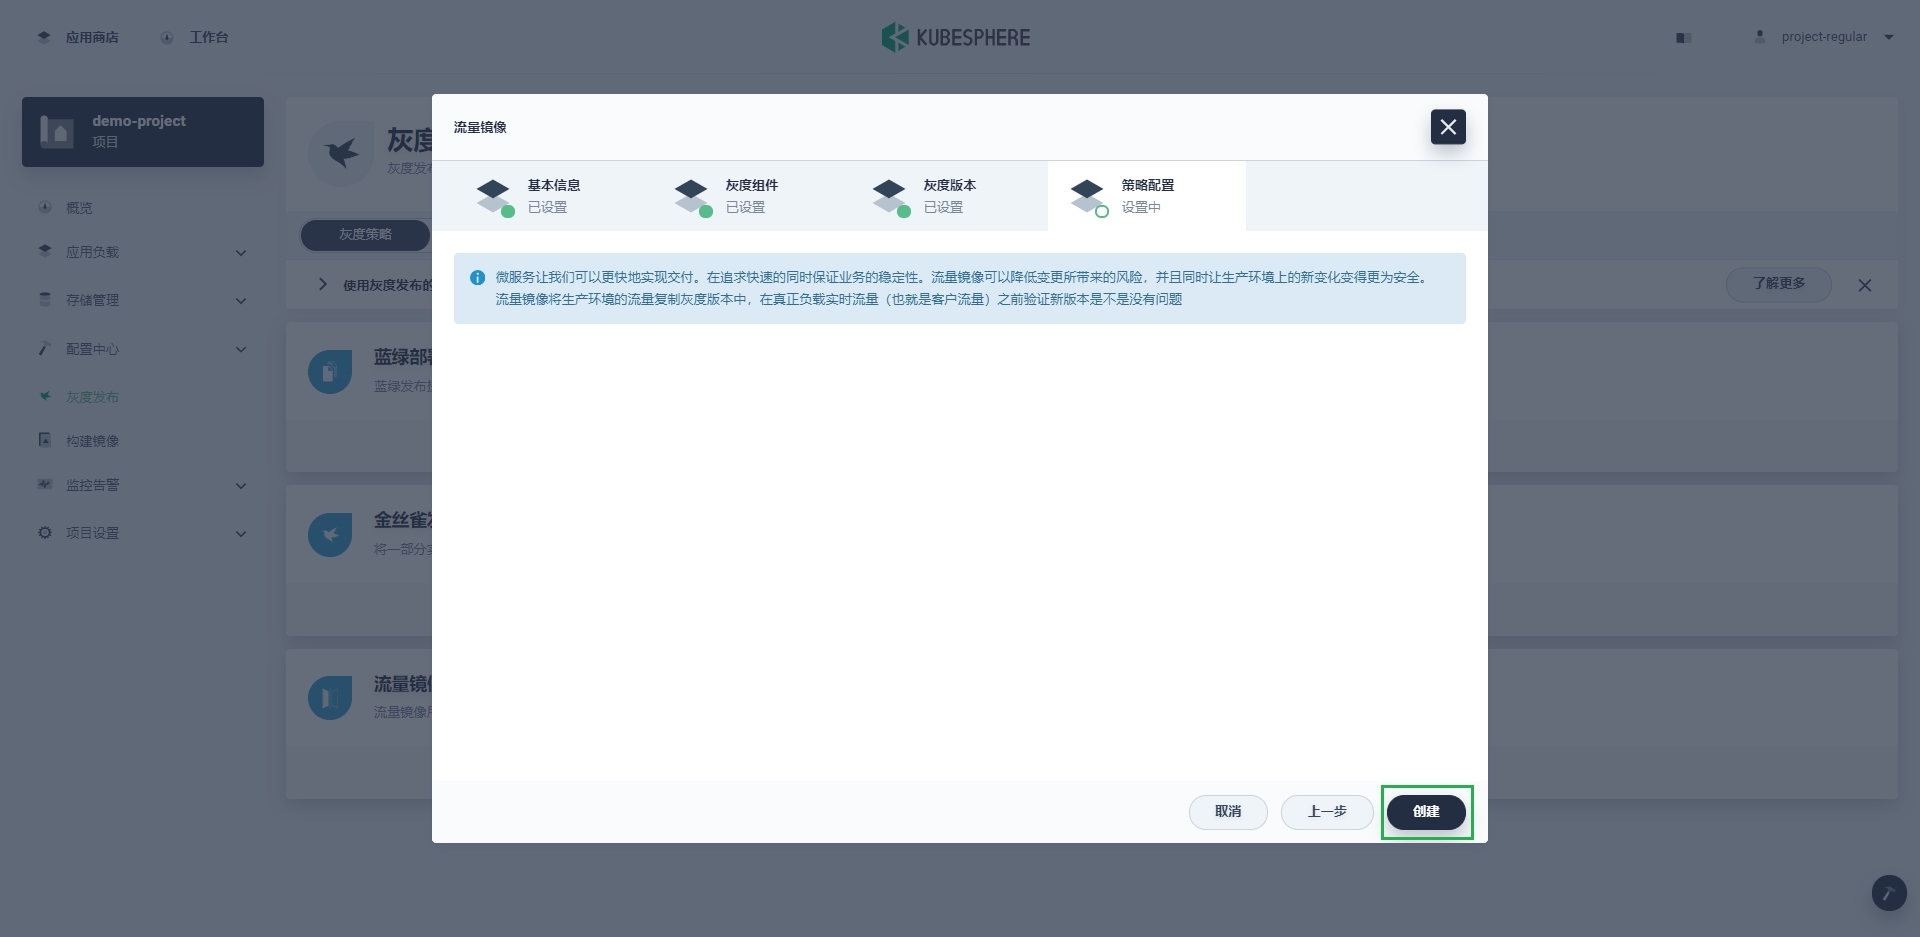 应用商店
工作台
KUBESPHERE
project-regular
demo-project
项目
概览
应用负载
存储管理
配置中心
灰度发布
构建镜像
监控告警
项目设置
灰度
灰度发布
灰度策略
使用灰度发布的
了解更多
蓝绿部署
蓝绿发布
金丝雀发
将一部分实
流量镜像
流量镜像
流量镜像
基本信息
已设置
灰度组件
已设置
灰度版本
已设置
策略配置
设置中
微服务让我们可以更快地实现交付。在追求快速的同时保证业务的稳定性。流量镜像可以降低变更所带来的风险，并且同时让生产环境上的新变化变得更为安全。
流量镜像将生产环境的流量复制灰度版本中，在真正负载实时流量（也就是客户流量）之前验证新版本是不是没有问题
取消
上一步
创建